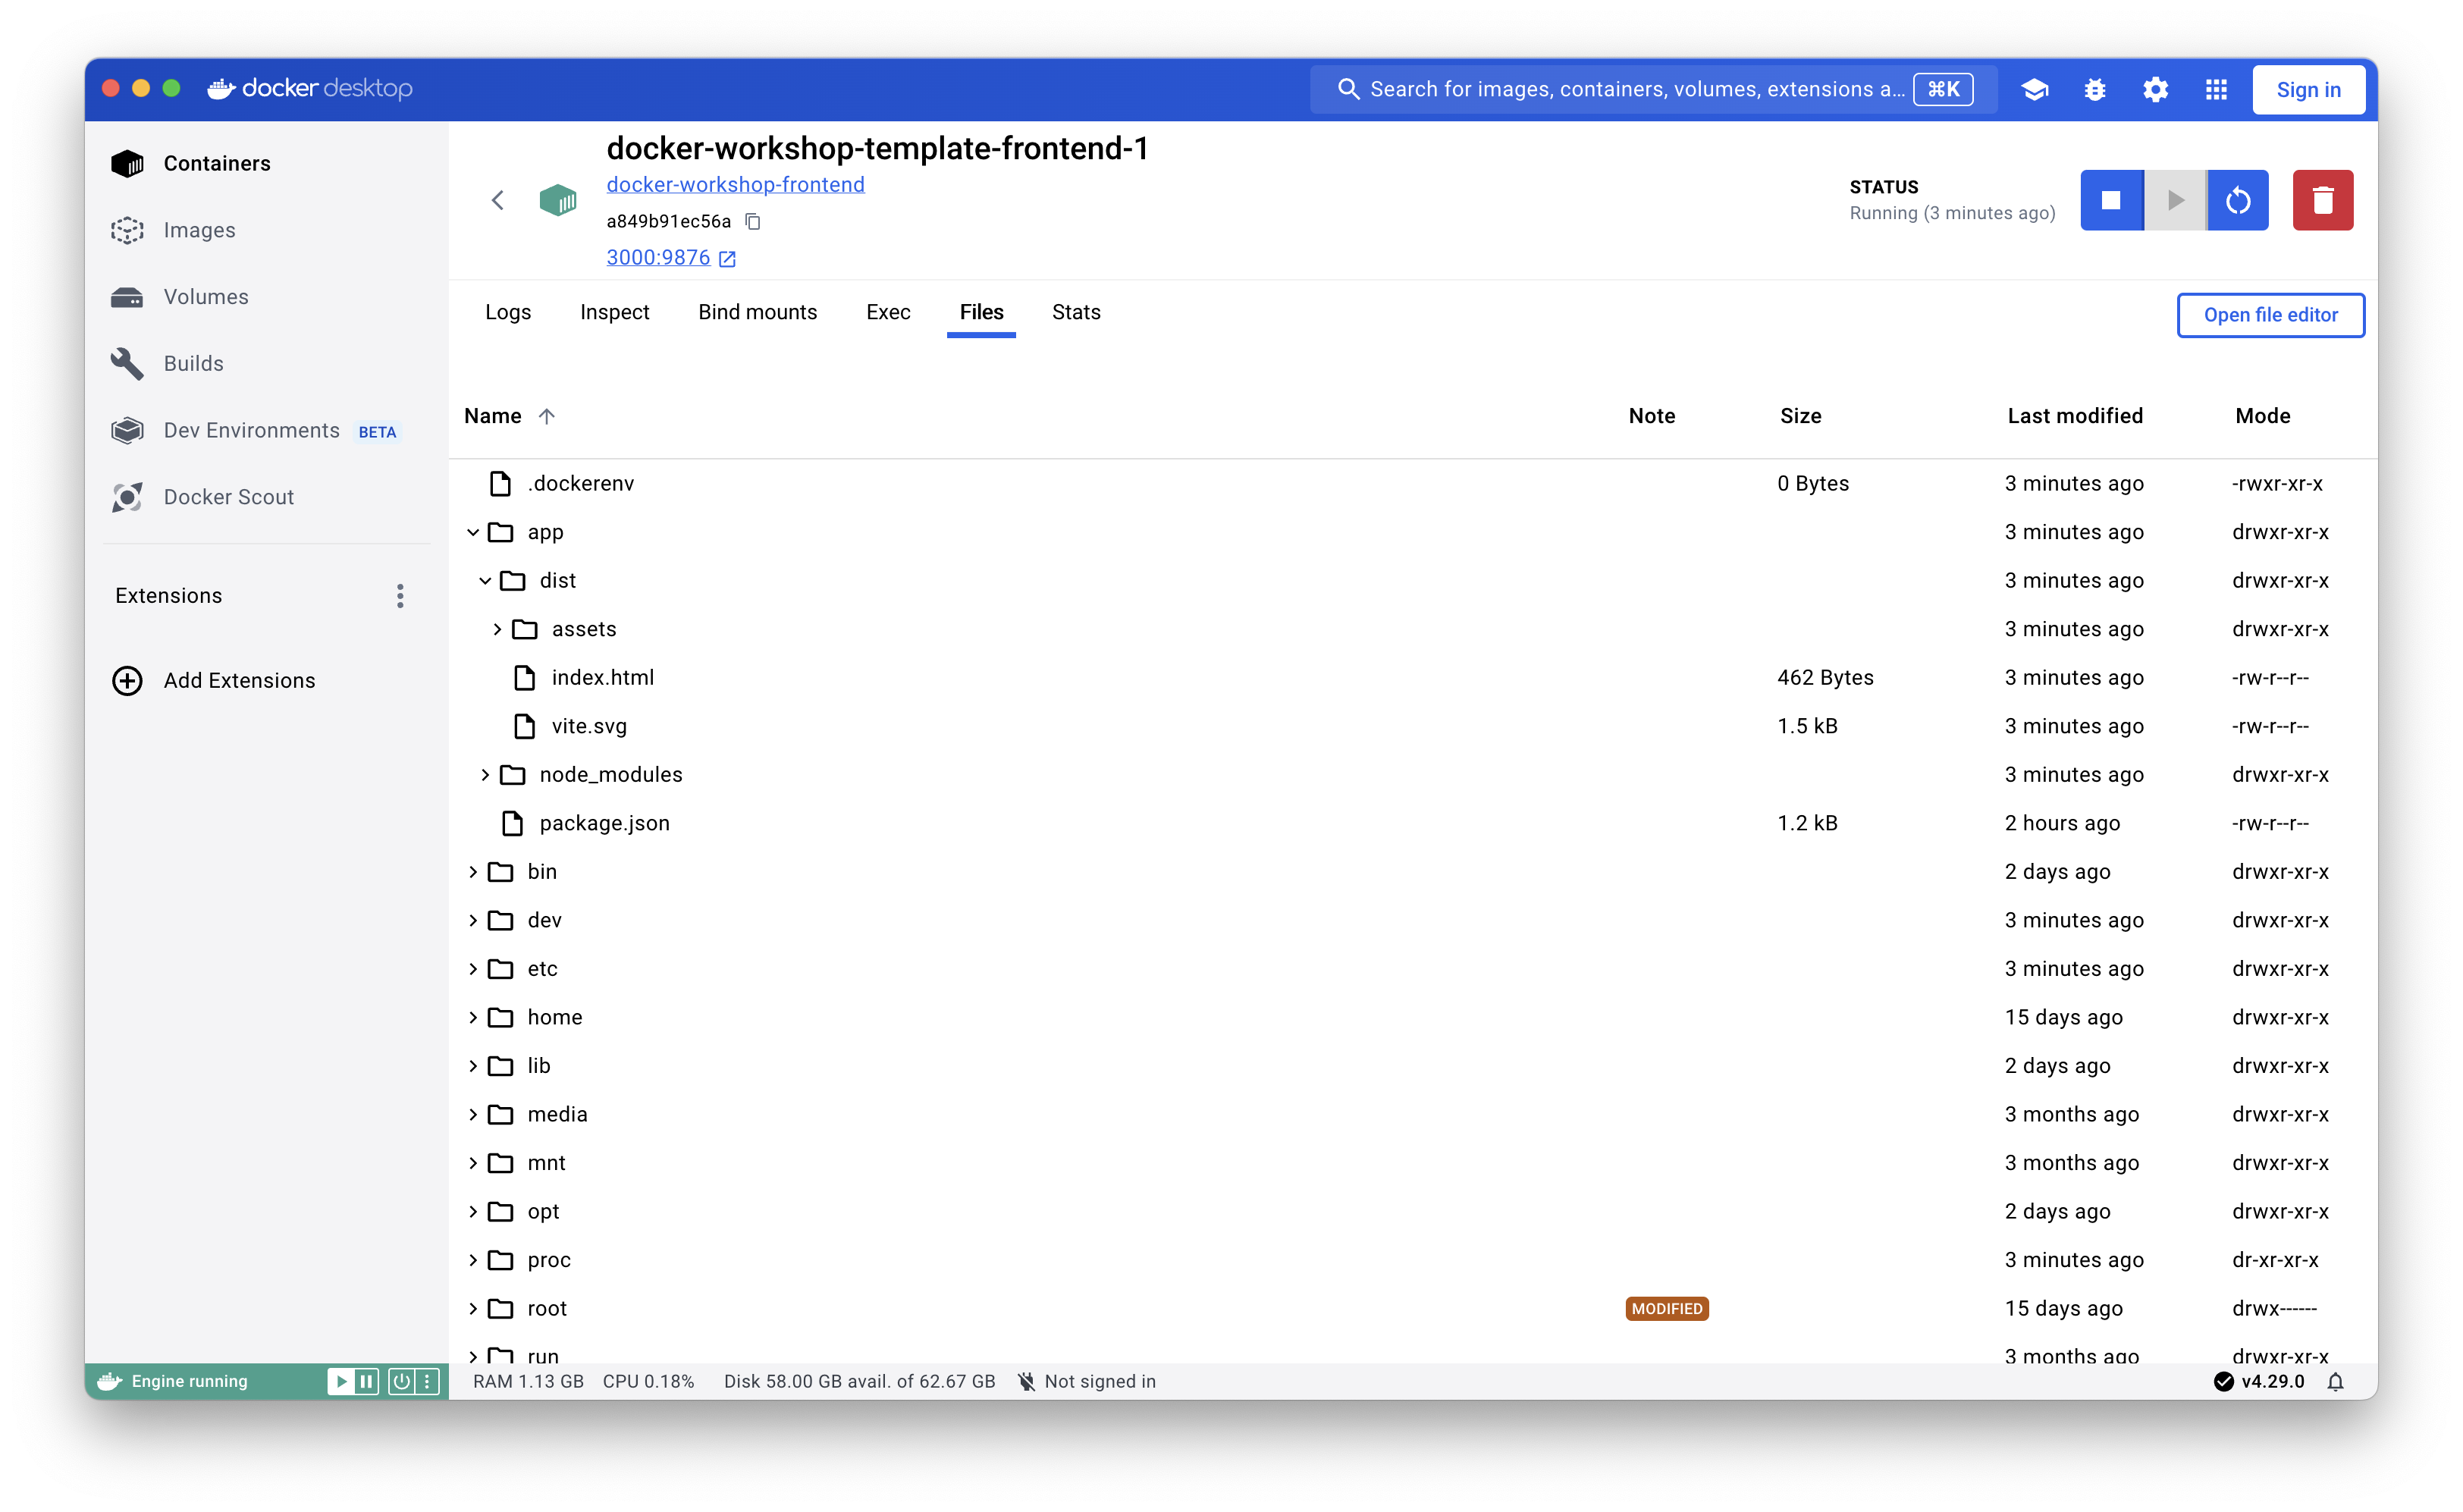 docker desktop
Search for images, containers, volumes, extensions a... ⌘K
Sign in
Containers
Images
Volumes
Builds
Dev Environments BETA
Docker Scout
Extensions
Add Extensions
docker-workshop-template-frontend-1
docker-workshop-frontend
a849b91ec56a
3000:9876
STATUS
Running (3 minutes ago)
Logs Inspect Bind mounts Exec Files Stats
Open file editor
Name Note Size Last modified Mode
.dockerenv 0 Bytes 3 minutes ago -rwxr-xr-x
app 3 minutes ago drwxr-xr-x
dist 3 minutes ago drwxr-xr-x
assets 3 minutes ago drwxr-xr-x
index.html 462 Bytes 3 minutes ago -rw-r--r--
vite.svg 1.5 kB 3 minutes ago -rw-r--r--
node_modules 3 minutes ago drwxr-xr-x
package.json 1.2 kB 2 hours ago -rw-r--r--
bin 2 days ago drwxr-xr-x
dev 3 minutes ago drwxr-xr-x
etc 3 minutes ago drwxr-xr-x
home 15 days ago drwxr-xr-x
lib 2 days ago drwxr-xr-x
media 3 months ago drwxr-xr-x
mnt 3 months ago drwxr-xr-x
opt 2 days ago drwxr-xr-x
proc 3 minutes ago dr-xr-xr-x
root MODIFIED 15 days ago drwx------
run 3 months ago drwxr-xr-x
Engine running
RAM 1.13 GB CPU 0.18% Disk 58.00 GB avail. of 62.67 GB Not signed in
v4.29.0